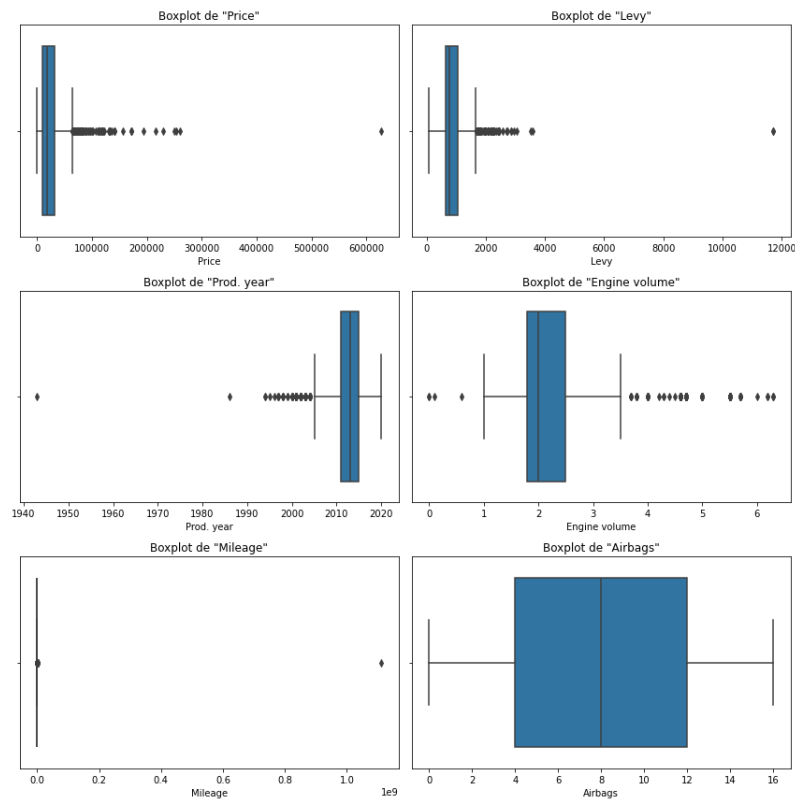 Boxplot de "Price"
0 100000 200000 300000 400000 500000 600000
Price
Boxplot de "Levy"
0 2000 4000 6000 8000 10000 12000
Levy
Boxplot de "Prod. year"
1940 1950 1960 1970 1980 1990 2000 2010 2020
Prod. year
Boxplot de "Engine volume"
0 1 2 3 4 5 6
Engine volume
Boxplot de "Mileage"
0.0 0.2 0.4 0.6 0.8 1.0
1e9
Mileage
Boxplot de "Airbags"
0 2 4 6 8 10 12 14 16
Airbags